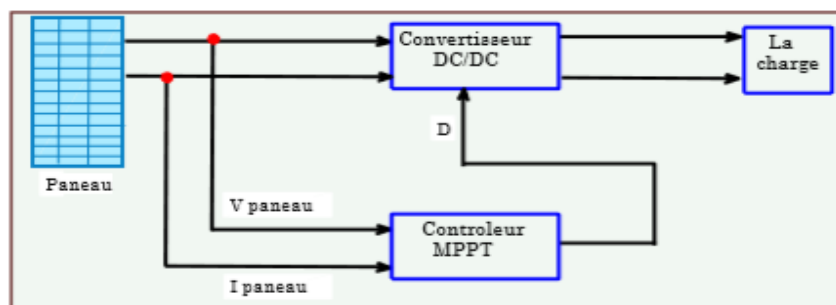 Convertisseur
DC/DC
La
charge
D
Paneau
V paneau
Controleur
MPPT
I paneau